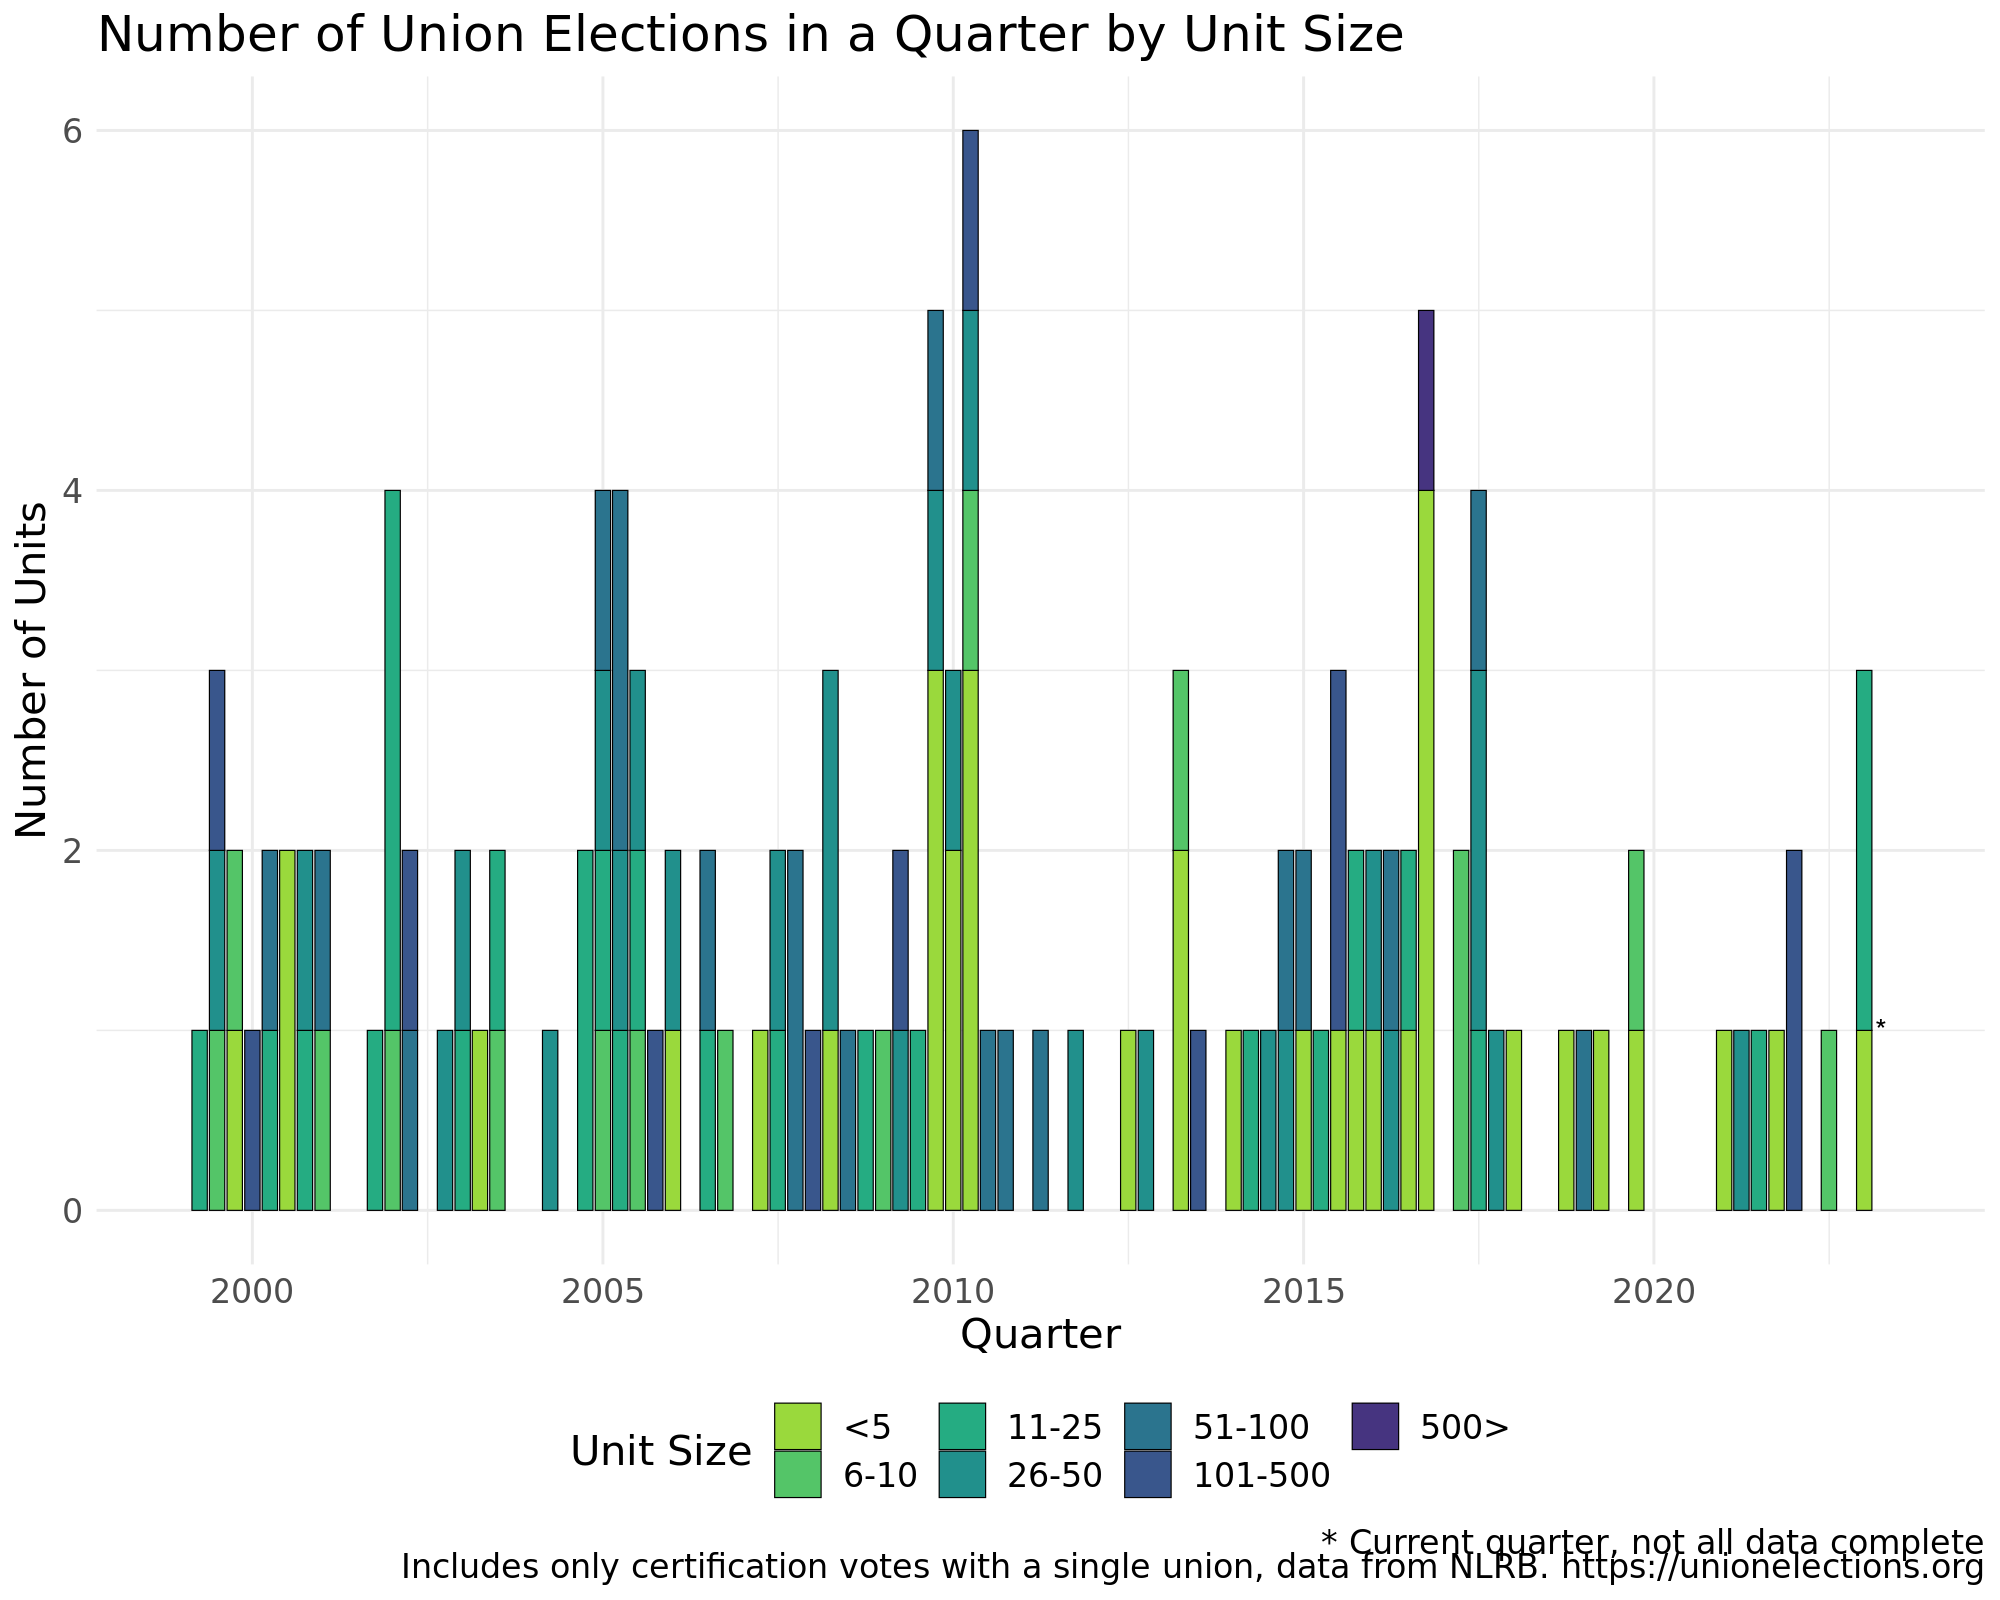 Number of Union Elections in a Quarter by Unit Size
Number of Units
6
4
2
0
*
2000 2005 2010 2015 2020
Quarter
Unit Size
<5 11-25 51-100 500>
6-10 26-50 101-500
* Current quarter, not all data complete
Includes only certification votes with a single union, data from NLRB. https://unionelections.org